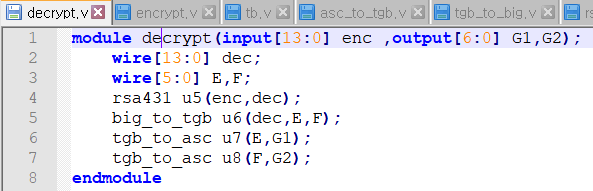 decrypt.v encrypt.v tb.v asc_to_tgb.v tgb_to_big.v
1 module decrypt(input[13:0] enc ,output[6:0] G1,G2);
2 wire[13:0] dec;
3 wire[5:0] E,F;
4 rsa431 u5(enc,dec);
5 big_to_tgb u6(dec,E,F);
6 tgb_to_asc u7(E,G1);
7 tgb_to_asc u8(F,G2);
8 endmodule